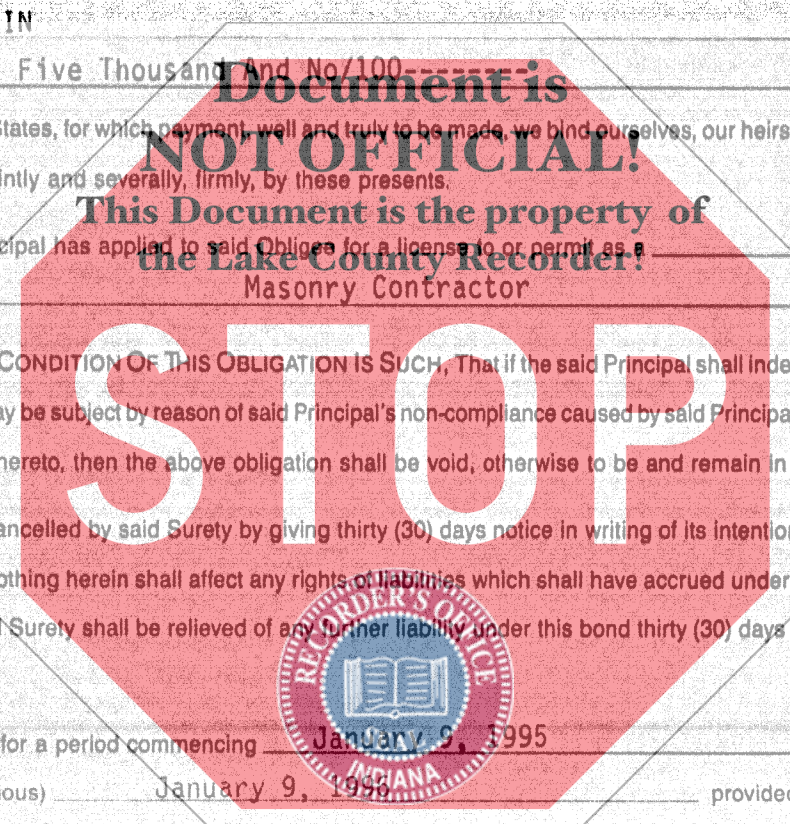 IN
Five Thousand And No/100---------
Document is
States, for which payment, well and truly to be made, we bind ourselves, our heirs
NOT OFFICIAL!
intly and severally, firmly, by these presents.
This Document is the property of
cipal has applied to said Obligee for a license to or permit as a
the Lake County Recorder!
Masonry Contractor
STOP
CONDITION OF THIS OBLIGATION IS SUCH, That if the said Principal shall inde
ay be subject by reason of said Principal's non-compliance caused by said Principa
hereto, then the above obligation shall be void, otherwise to be and remain in
ancelled by said Surety by giving thirty (30) days notice in writing of its intention
othing herein shall affect any rights or liabilities which shall have accrued under
Surety shall be relieved of any further liability under this bond thirty (30) days
RECORDER'S OFFICE
for a period commencing January 9, 1995
INDIANA
ious) January 9, 1996 provided